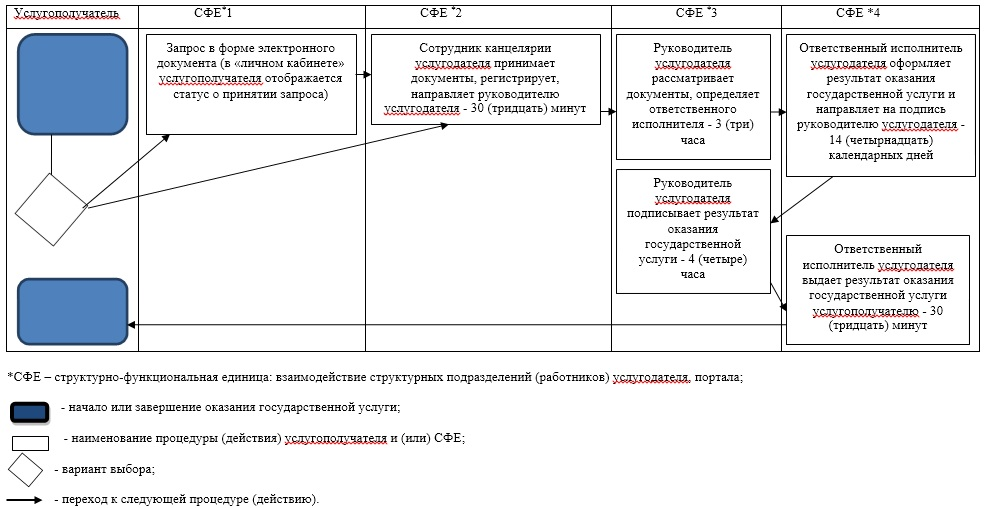 Услугополучатель
СФЕ*1
СФЕ *2
СФЕ *3
СФЕ *4
Запрос в форме электронного
документа (в «личном кабинете»
услугополучателя отображается
статус о принятии запроса)
Сотрудник канцелярии
услугодателя принимает
документы, регистрирует,
направляет руководителю
услугодателя - 30 (тридцать) минут
Руководитель
услугодателя
рассматривает
документы, определяет
ответственного
исполнителя - 3 (три)
часа
Ответственный исполнитель
услугодателя оформляет
результат оказания
государственной услуги и
направляет на подпись
руководителю услугодателя -
14 (четырнадцать)
календарных дней
Руководитель
услугодателя
подписывает результат
оказания
государственной
услуги - 4 (четыре)
часа
Ответственный
исполнитель услугодателя
выдает результат оказания
государственной услуги
услугополучателю - 30
(тридцать) минут
*СФЕ – структурно-функциональная единица: взаимодействие структурных подразделений (работников) услугодателя, портала;
- начало или завершение оказания государственной услуги;
- наименование процедуры (действия) услугополучателя и (или) СФЕ;
- вариант выбора;
- переход к следующей процедуре (действию).